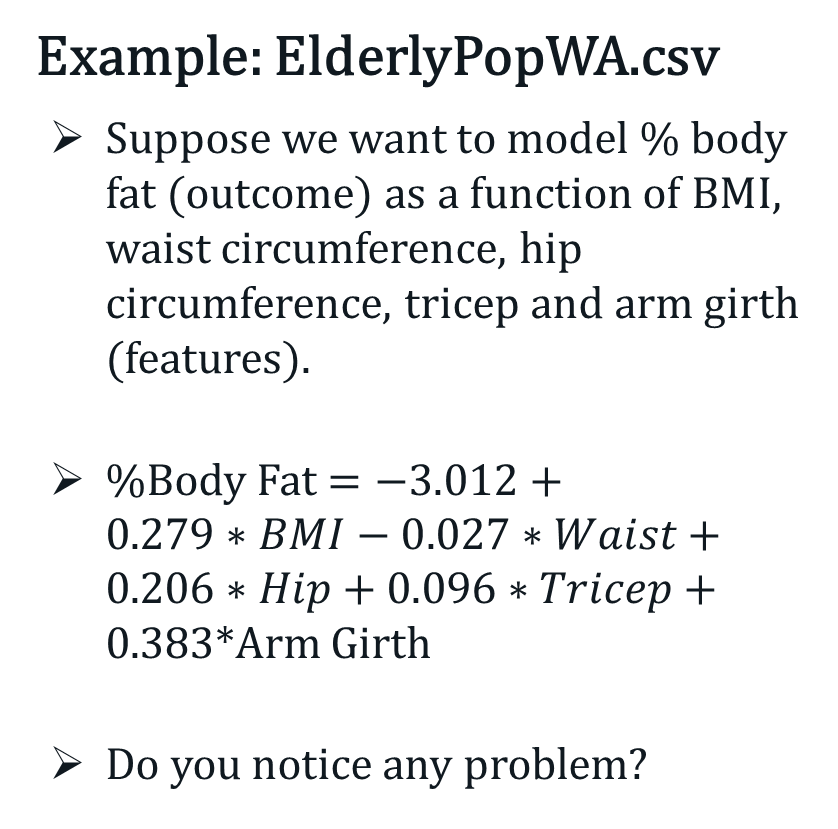 Example: ElderlyPopWA.csv
➢ Suppose we want to model % body
fat (outcome) as a function of BMI,
waist circumference, hip
circumference, tricep and arm girth
(features).
➢ %Body Fat = −3.012 +
0.279 ∗ BMI − 0.027 ∗ Waist +
0.206 ∗ Hip + 0.096 ∗ Tricep +
0.383*Arm Girth
➢ Do you notice any problem?